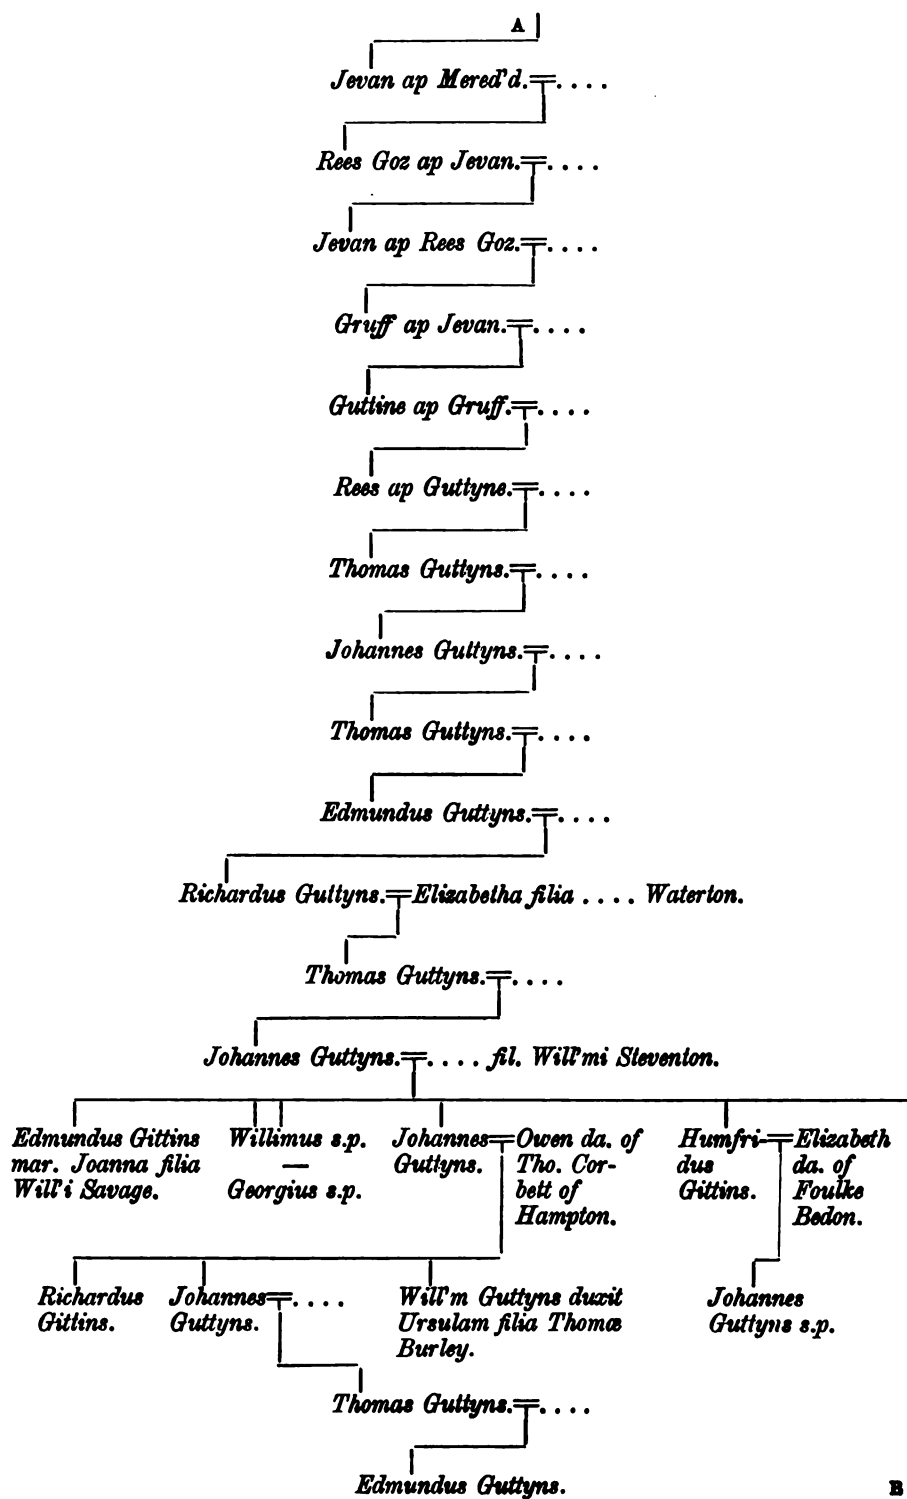 A
Jevan ap Mered'd. = . . . .
Rees Goz ap Jevan. = . . . .
Jevan ap Rees Goz. = . . . .
Gruff ap Jevan. = . . . .
Guttine ap Gruff. = . . . .
Rees ap Guttyne. = . . . .
Thomas Guttyns. = . . . .
Johannes Guttyns. = . . . .
Thomas Guttyns. = . . . .
Edmundus Guttyns. = . . . .
Richardus Guttyns. = Elizabetha filia . . . . Waterton.
Thomas Guttyns. = . . . .
Johannes Guttyns. = . . . . fil. Will'mi Steventon.
Edmundus Gittins
mar. Joanna filia
Will'i Savage.
Willimus s.p.
—
Georgius s.p.
Johannes =
Guttyns.
Owen da. of
Tho. Cor-
bett of
Hampton.
Humfri- =
dus
Gittins.
Elizabeth
da. of
Foulke
Bedon.
Richardus
Gittins.
Johannes = . . . .
Guttyns.
Will'm Guttyns duxit
Ursulam filia Thomæ
Burley.
Johannes
Guttyns s.p.
Thomas Guttyns. = . . . .
Edmundus Guttyns.
B